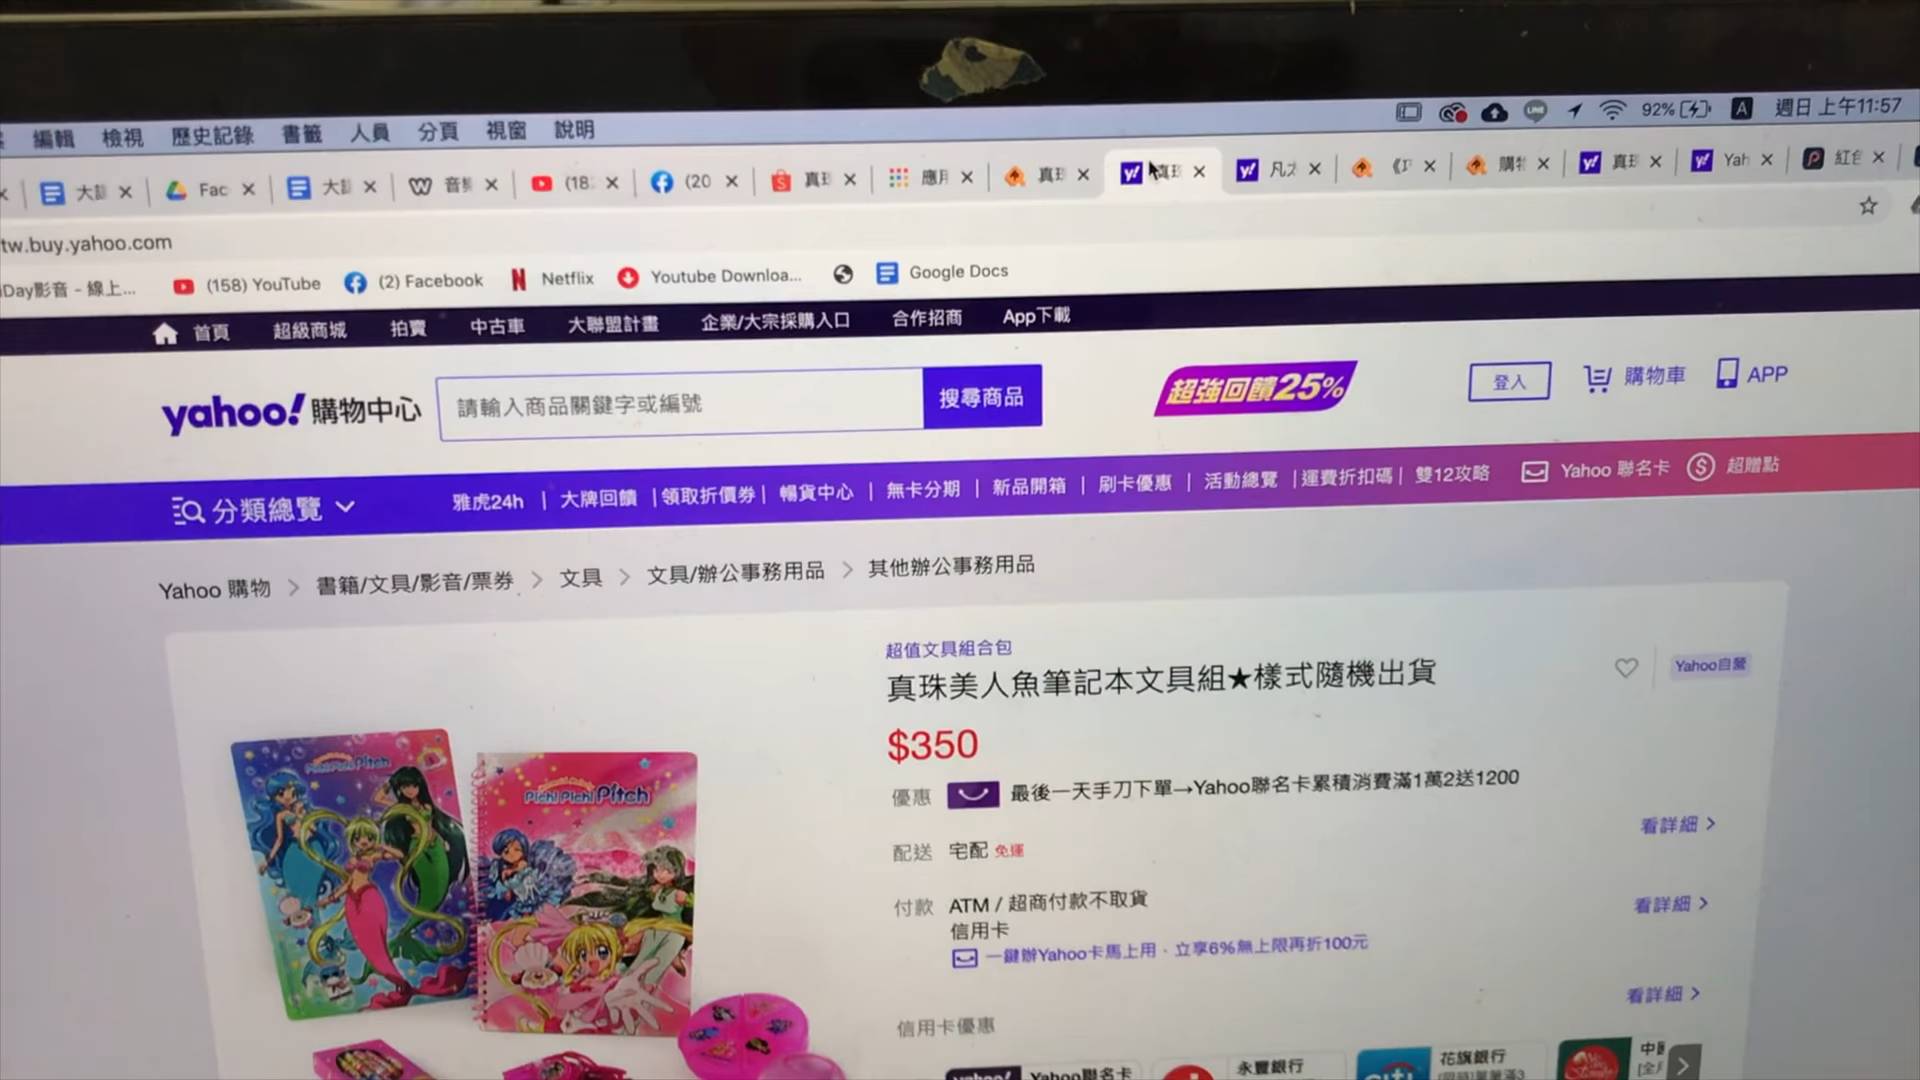 編輯 檢視 歷史記錄 書籤 人員 分頁 視窗 說明 LINE 92% A 週日 上午11:57
Fac (18 (20 真珠 應用 真珠 購物 Yah 紅色
tw.buy.yahoo.com
iDay影音 - 線上... (158) YouTube (2) Facebook Netflix Youtube Downloa... Google Docs
首頁 超級商城 拍賣 中古車 大聯盟計畫 企業/大宗採購入口 合作招商 App下載
yahoo!購物中心 請輸入商品關鍵字或編號 搜尋商品 超強回饋25% 登入 購物車 APP
分類總覽 雅虎24h | 大牌回饋 | 領取折價券 | 暢貨中心 | 無卡分期 | 新品開箱 | 刷卡優惠 | 活動總覽 | 運費折扣碼 | 雙12攻略 Yahoo 聯名卡 超贈點
Yahoo 購物 > 書籍/文具/影音/票券 > 文具 > 文具/辦公事務用品 > 其他辦公事務用品
超值文具組合包
真珠美人魚筆記本文具組★樣式隨機出貨 Yahoo自營
$350
Pichi Pichi Pitch
Pichi Pichi Pitch
優惠 最後一天手刀下單→Yahoo聯名卡累積消費滿1萬2送1200
看詳細 >
配送 宅配 免運
付款 ATM / 超商付款不取貨
看詳細 >
信用卡
一鍵辦Yahoo卡馬上用，立享6%無上限再折100元
看詳細 >
信用卡優惠
yahoo! Yahoo聯名卡 永豐銀行 citi 花旗銀行